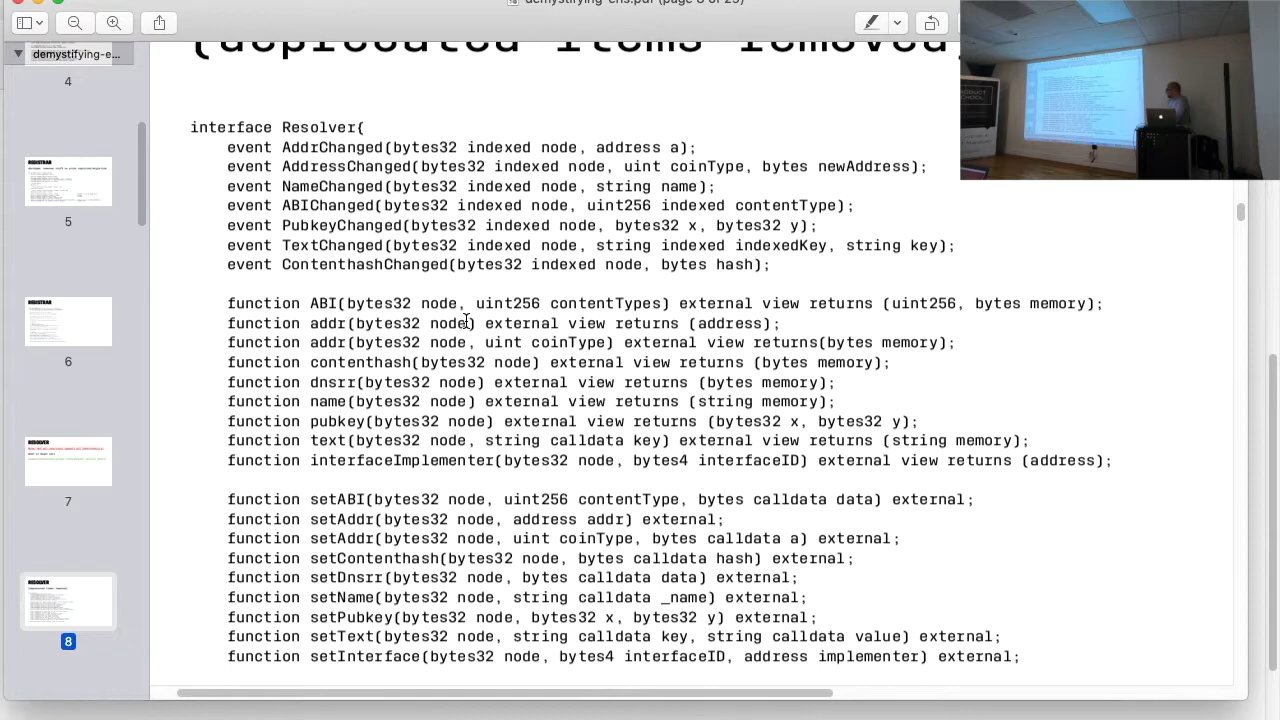 demystifying-ens.pdf (page 8 of 25)
demystifying-e...
4
REGISTRAR
5
REGISTRAR
6
RESOLVER
7
RESOLVER
8
(deprecated items removed)
interface Resolver{
event AddrChanged(bytes32 indexed node, address a);
event AddressChanged(bytes32 indexed node, uint coinType, bytes newAddress);
event NameChanged(bytes32 indexed node, string name);
event ABIChanged(bytes32 indexed node, uint256 indexed contentType);
event PubkeyChanged(bytes32 indexed node, bytes32 x, bytes32 y);
event TextChanged(bytes32 indexed node, string indexed indexedKey, string key);
event ContenthashChanged(bytes32 indexed node, bytes hash);
function ABI(bytes32 node, uint256 contentTypes) external view returns (uint256, bytes memory);
function addr(bytes32 node) external view returns (address);
function addr(bytes32 node, uint coinType) external view returns(bytes memory);
function contenthash(bytes32 node) external view returns (bytes memory);
function dnsrr(bytes32 node) external view returns (bytes memory);
function name(bytes32 node) external view returns (string memory);
function pubkey(bytes32 node) external view returns (bytes32 x, bytes32 y);
function text(bytes32 node, string calldata key) external view returns (string memory);
function interfaceImplementer(bytes32 node, bytes4 interfaceID) external view returns (address);
function setABI(bytes32 node, uint256 contentType, bytes calldata data) external;
function setAddr(bytes32 node, address addr) external;
function setAddr(bytes32 node, uint coinType, bytes calldata a) external;
function setContenthash(bytes32 node, bytes calldata hash) external;
function setDnsrr(bytes32 node, bytes calldata data) external;
function setName(bytes32 node, string calldata _name) external;
function setPubkey(bytes32 node, bytes32 x, bytes32 y) external;
function setText(bytes32 node, string calldata key, string calldata value) external;
function setInterface(bytes32 node, bytes4 interfaceID, address implementer) external;